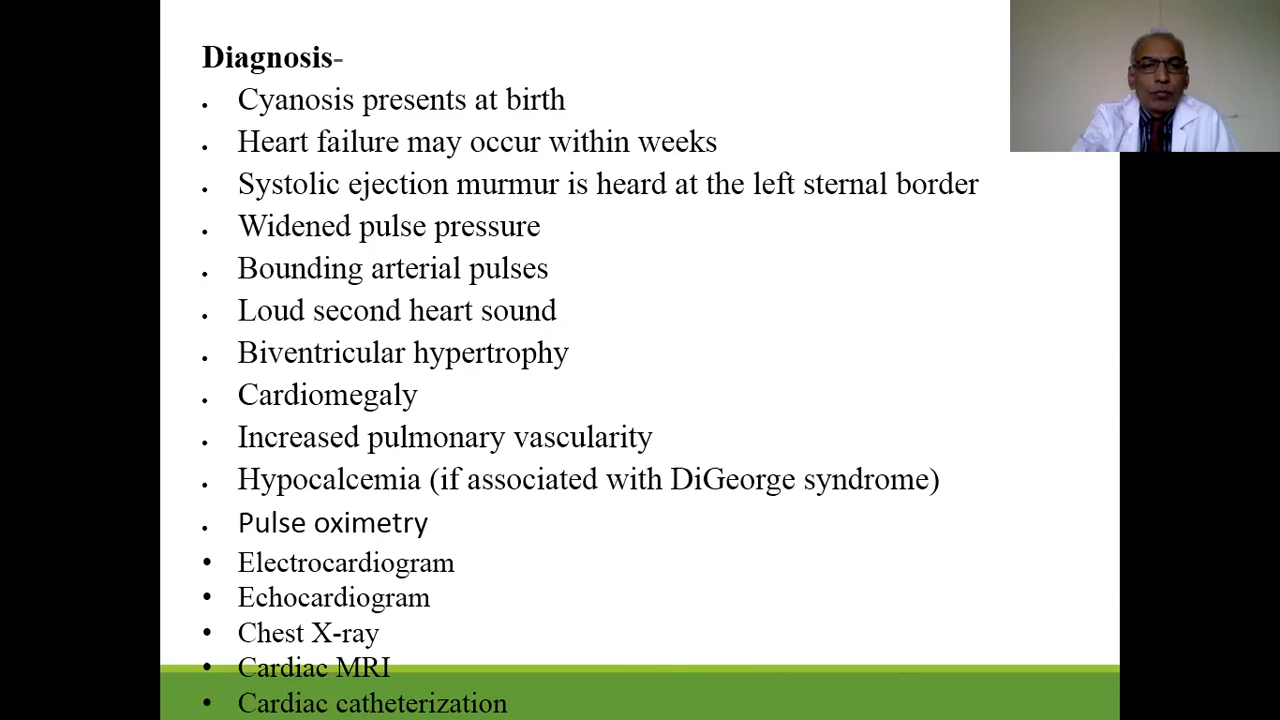 Diagnosis-
• Cyanosis presents at birth
• Heart failure may occur within weeks
• Systolic ejection murmur is heard at the left sternal border
• Widened pulse pressure
• Bounding arterial pulses
• Loud second heart sound
• Biventricular hypertrophy
• Cardiomegaly
• Increased pulmonary vascularity
• Hypocalcemia (if associated with DiGeorge syndrome)
• Pulse oximetry
• Electrocardiogram
• Echocardiogram
• Chest X-ray
• Cardiac MRI
• Cardiac catheterization